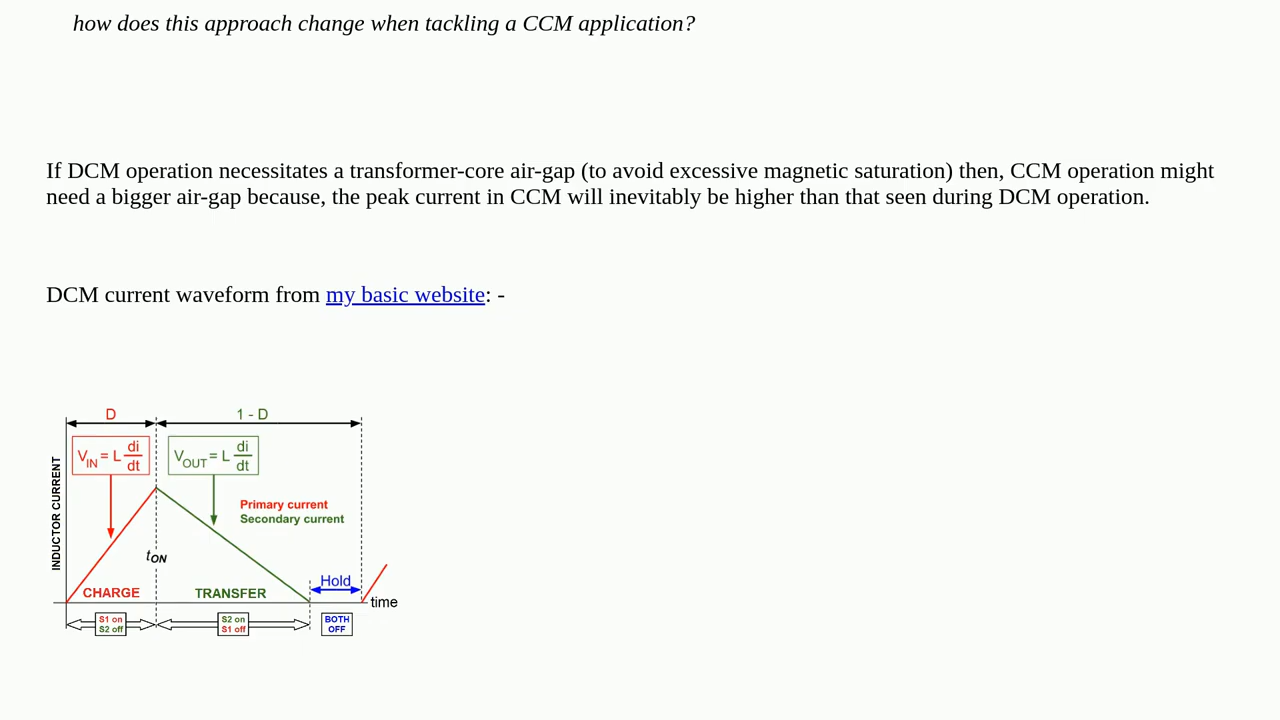 how does this approach change when tackling a CCM application?
If DCM operation necessitates a transformer-core air-gap (to avoid excessive magnetic saturation) then, CCM operation might
need a bigger air-gap because, the peak current in CCM will inevitably be higher than that seen during DCM operation.
DCM current waveform from my basic website: -
D
1 - D
VIN = L di/dt
VOUT = L di/dt
INDUCTOR CURRENT
Primary current
Secondary current
tON
Hold
CHARGE
TRANSFER
time
S1 on
S2 off
S2 on
S1 off
BOTH
OFF